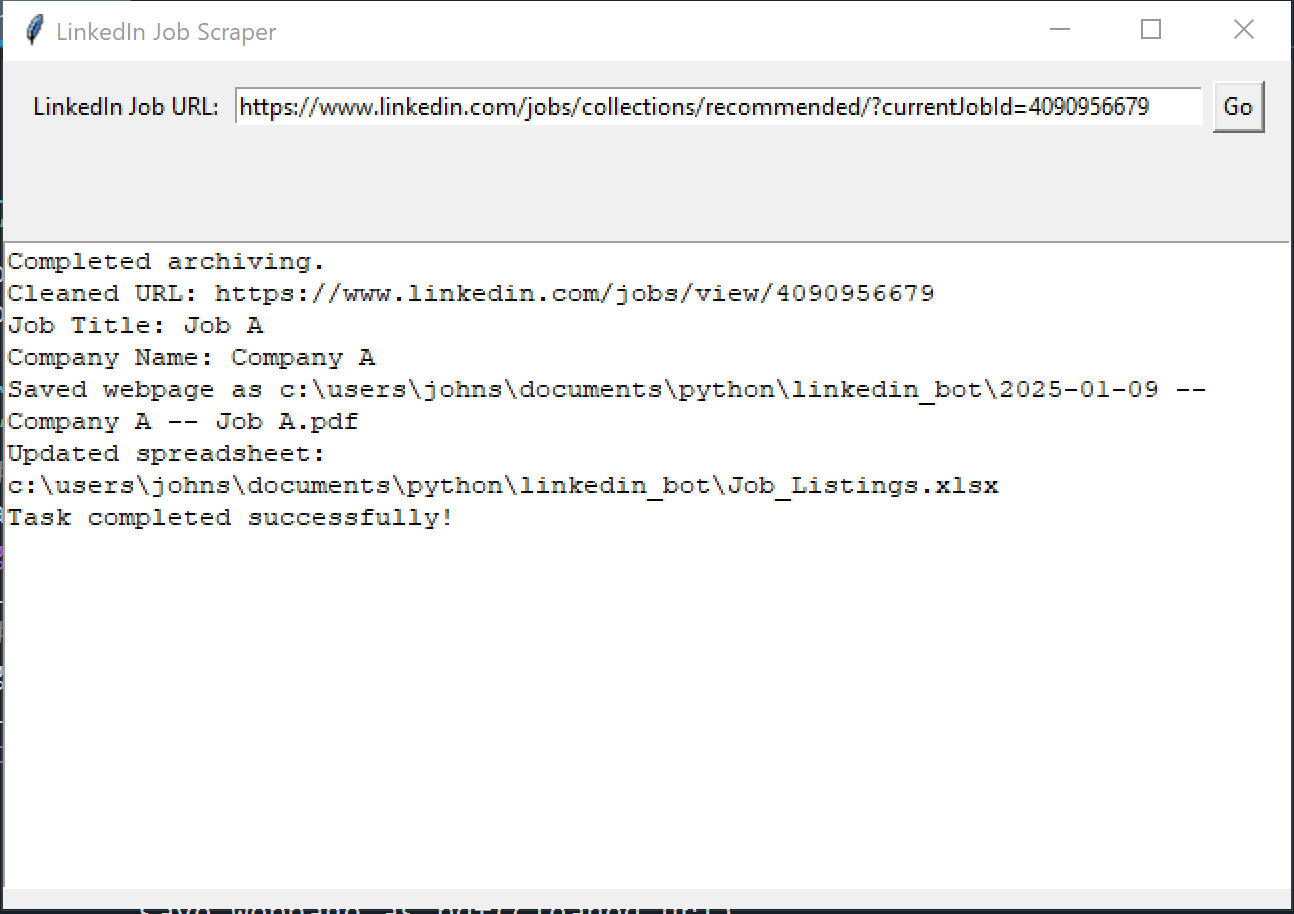 LinkedIn Job Scraper
LinkedIn Job URL: https://www.linkedin.com/jobs/collections/recommended/?currentJobId=4090956679 Go
Completed archiving.
Cleaned URL: https://www.linkedin.com/jobs/view/4090956679
Job Title: Job A
Company Name: Company A
Saved webpage as c:\users\johns\documents\python\linkedin_bot\2025-01-09 --
Company A -- Job A.pdf
Updated spreadsheet:
c:\users\johns\documents\python\linkedin_bot\Job_Listings.xlsx
Task completed successfully!